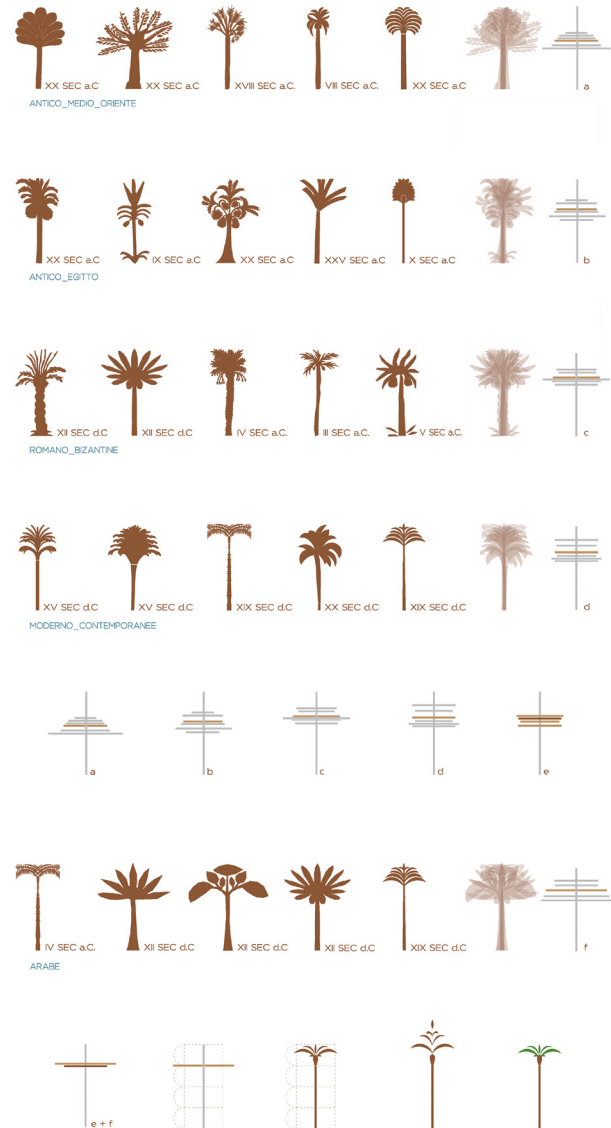 XX SEC a.C XX SEC a.C XVIII SEC a.C. VIII SEC a.C. XX SEC a.C a
ANTICO_MEDIO_ORIENTE
XX SEC a.C IX SEC a.C XX SEC a.C XXV SEC a.C X SEC a.C b
ANTICO_EGITTO
XII SEC d.C XII SEC d.C IV SEC a.C. III SEC a.C. V SEC a.C. c
ROMANO_BIZANTINE
XV SEC d.C XV SEC d.C XIX SEC d.C XX SEC d.C XIX SEC d.C d
MODERNO_CONTEMPORANEE
a b c d e
IV SEC a.C. XII SEC d.C XII SEC d.C XII SEC d.C XIX SEC d.C f
ARABE
e + f